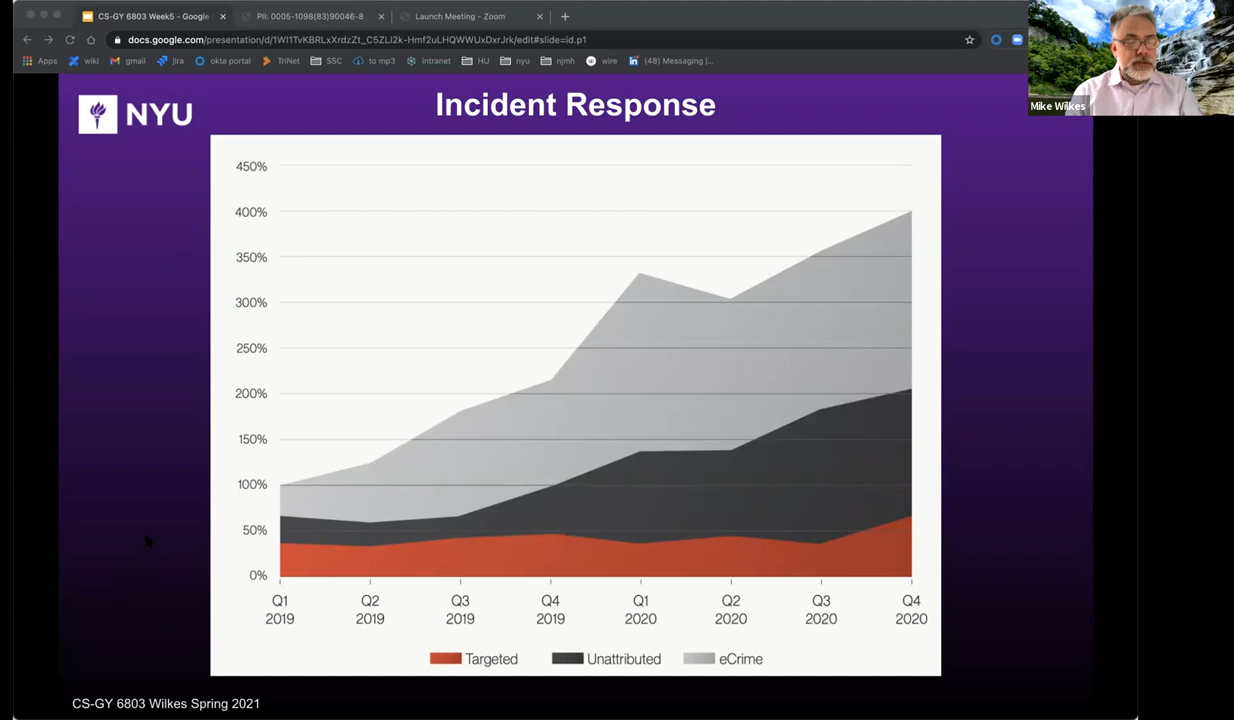 CS-GY 6803 Week5 - Google
PII: 0005-1098(83)90046-8
Launch Meeting - Zoom
docs.google.com/presentation/d/1WI1TvKBRLxXrdzZt_C5ZLI2k-Hmf2uLHQWWUxDxrJrk/edit#slide=id.p1
Apps wiki gmail jira okta portal TriNet SSC to mp3 intranet HU nyu njmh wire (48) Messaging |...
Mike Wilkes
NYU
Incident Response
450%
400%
350%
300%
250%
200%
150%
100%
50%
0%
Q1 Q2 Q3 Q4 Q1 Q2 Q3 Q4
2019 2019 2019 2019 2020 2020 2020 2020
Targeted Unattributed eCrime
CS-GY 6803 Wilkes Spring 2021